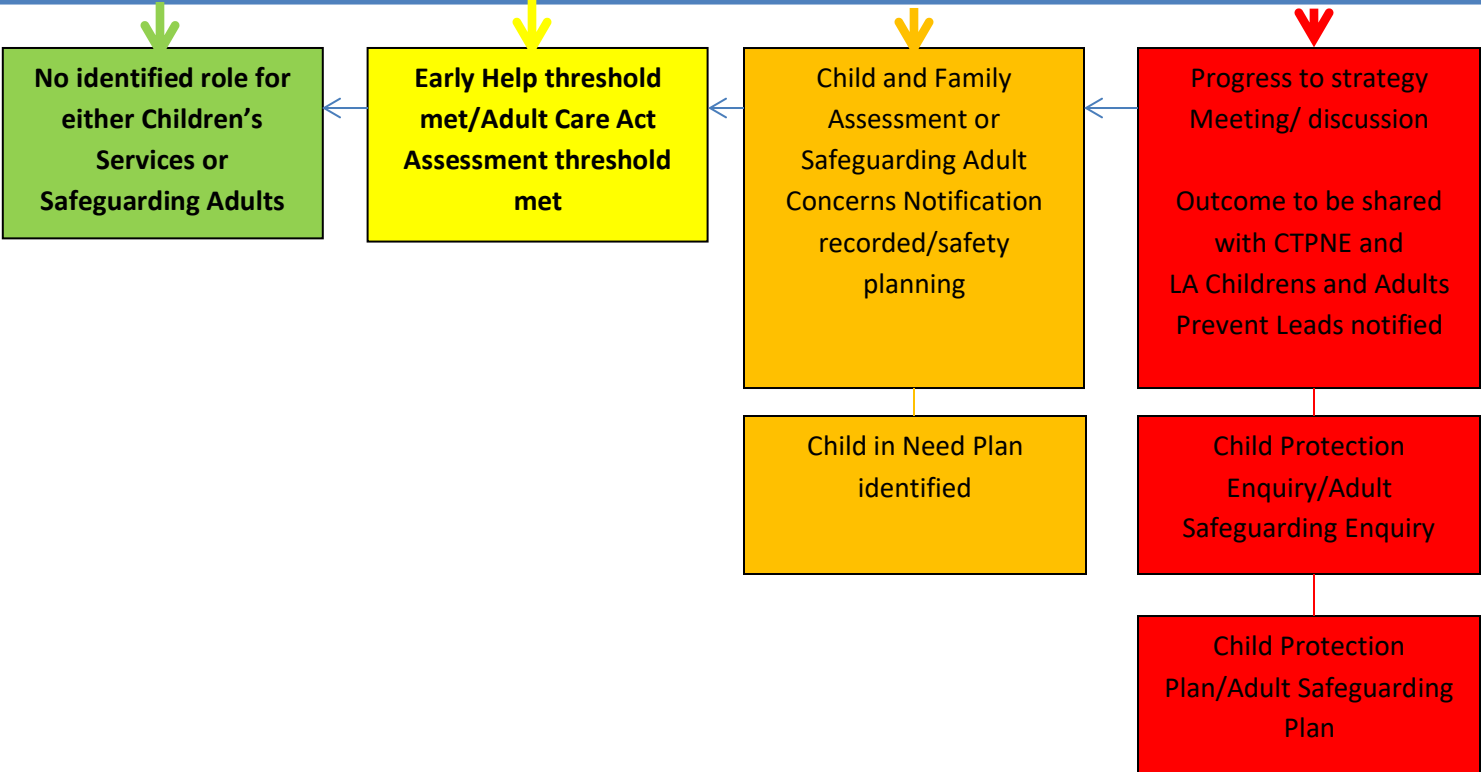 No identified role for
either Children's
Services or
Safeguarding Adults
Early Help threshold
met/Adult Care Act
Assessment threshold
met
Child and Family
Assessment or
Safeguarding Adult
Concerns Notification
recorded/safety
planning
Progress to strategy
Meeting/ discussion
Outcome to be shared
with CTPNE and
LA Childrens and Adults
Prevent Leads notified
Child in Need Plan
identified
Child Protection
Enquiry/Adult
Safeguarding Enquiry
Child Protection
Plan/Adult Safeguarding
Plan